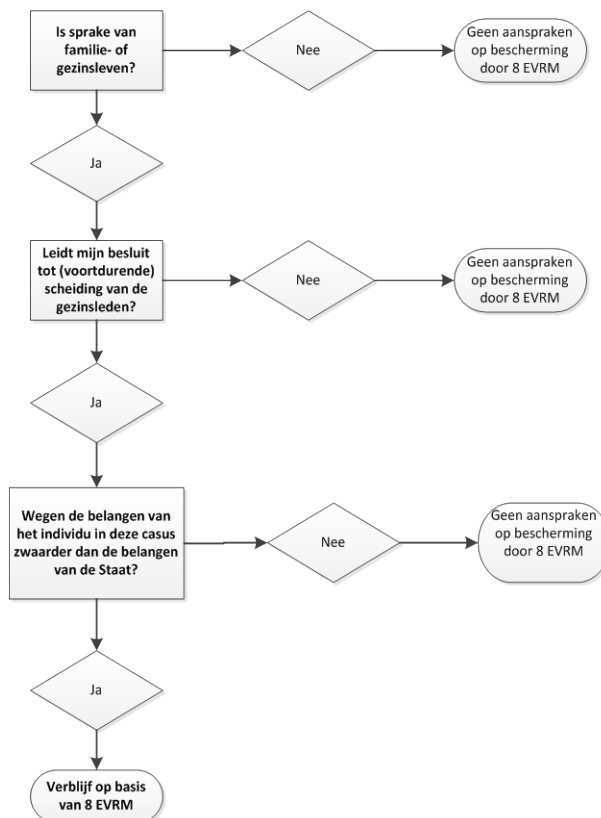 Is sprake van
familie- of
gezinsleven?
Nee
Geen aanspraken
op bescherming
door 8 EVRM
Ja
Leidt mijn besluit
tot (voortdurende)
scheiding van de
gezinsleden?
Nee
Geen aanspraken
op bescherming
door 8 EVRM
Ja
Wegen de belangen van
het individu in deze casus
zwaarder dan de belangen
van de Staat?
Nee
Geen aanspraken
op bescherming
door 8 EVRM
Ja
Verblijf op basis
van 8 EVRM